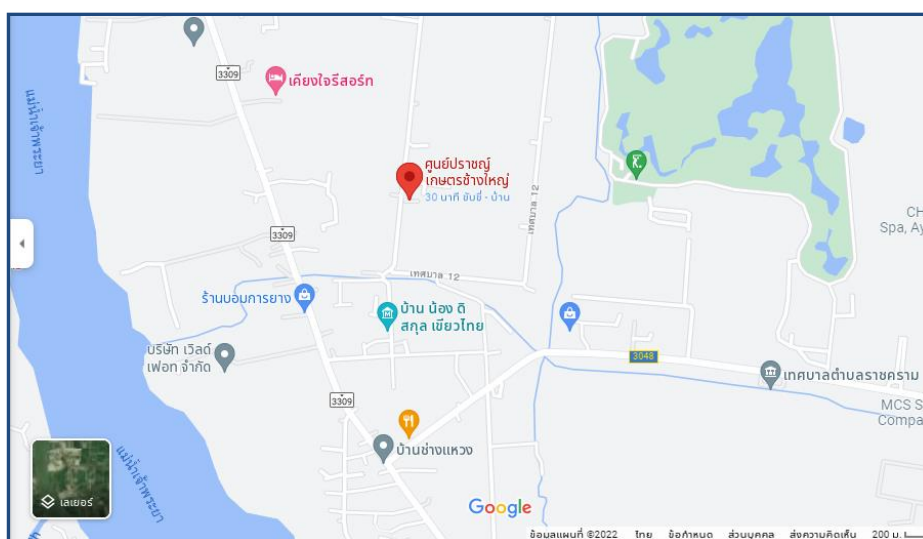 3309
เคียงใจรีสอร์ท
แม่น้ำเจ้าพระยา
ศูนย์ปราชญ์
เกษตรช้างใหญ่
30 นาที ขับขี่ - บ้าน
เทศบาล 12
CH
Spa, Ay
3309
เทศบาล 12
ร้านบอมการยาง
บ้าน น้อง ดิ
สกุล เขียวไทย
บริษัท เวิลด์
เฟอท จำกัด
3048
เทศบาลตำบลราชคราม
3309
MCS S
Compa
บ้านช่างแหวง
แม่น้ำเจ้าพระยา
เลเยอร์
Google
ข้อมูลแผนที่ ©2022 ไทย ข้อกำหนด ส่วนบุคคล ส่งความคิดเห็น 200 ม.